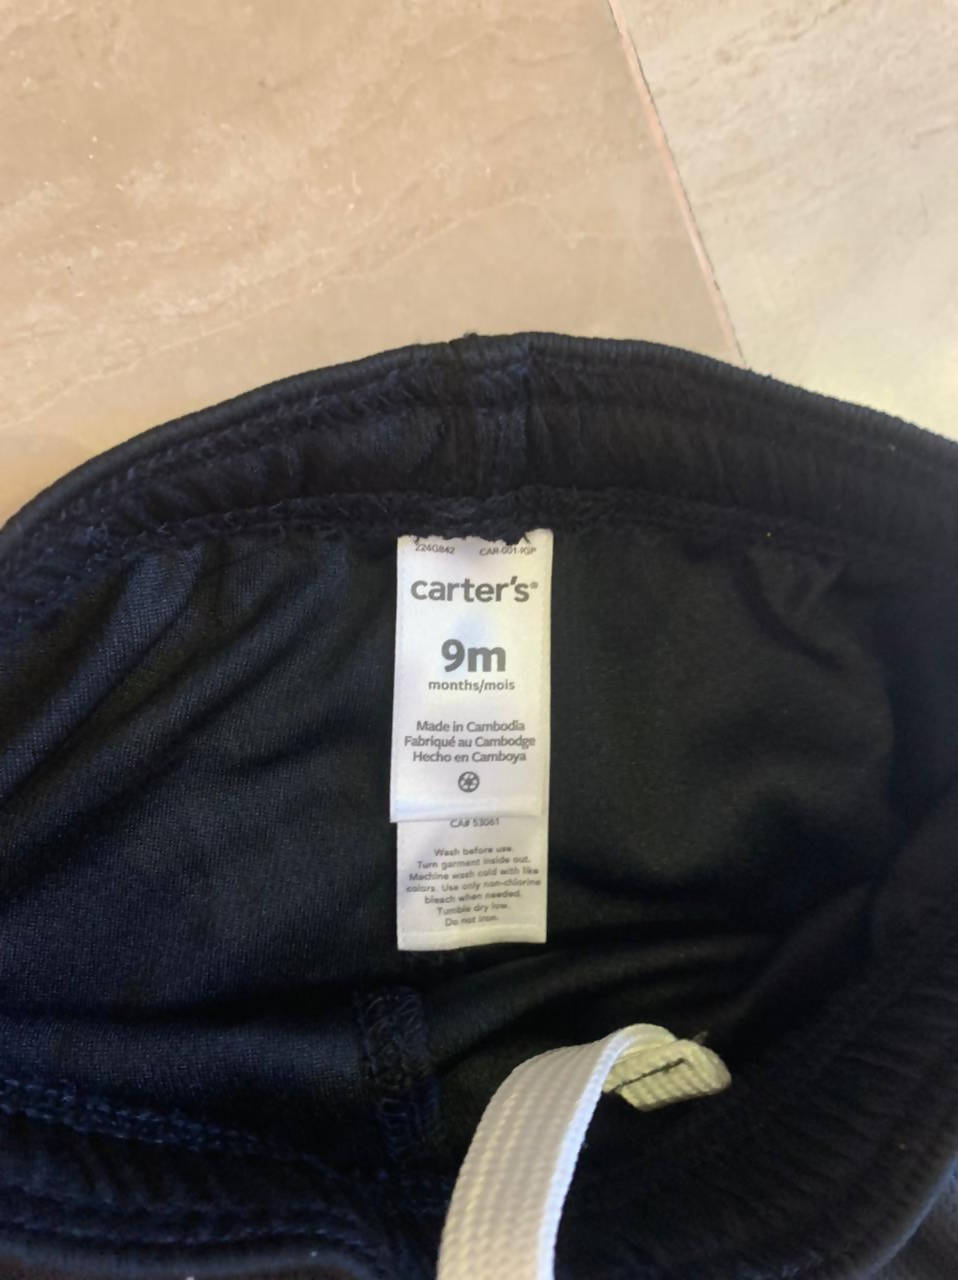 224G842 CAR-001-IGP
carter's®
9m
months/mois
Made in Cambodia
Fabriqué au Cambodge
Hecho en Camboya
CA# 53061
Wash before use.
Turn garment inside out.
Machine wash cold with like
colors. Use only non-chlorine
bleach when needed.
Tumble dry low.
Do not iron.